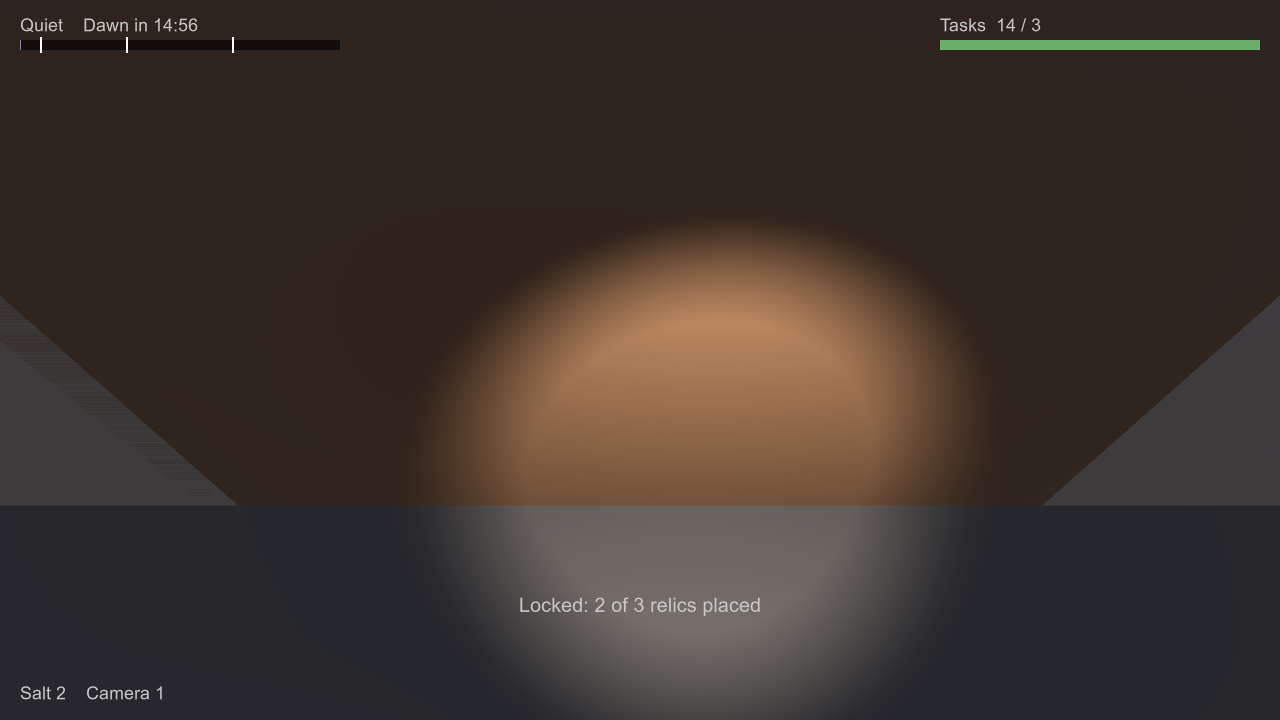 Quiet Dawn in 14:56
Tasks 14 / 3
Locked: 2 of 3 relics placed
Salt 2 Camera 1